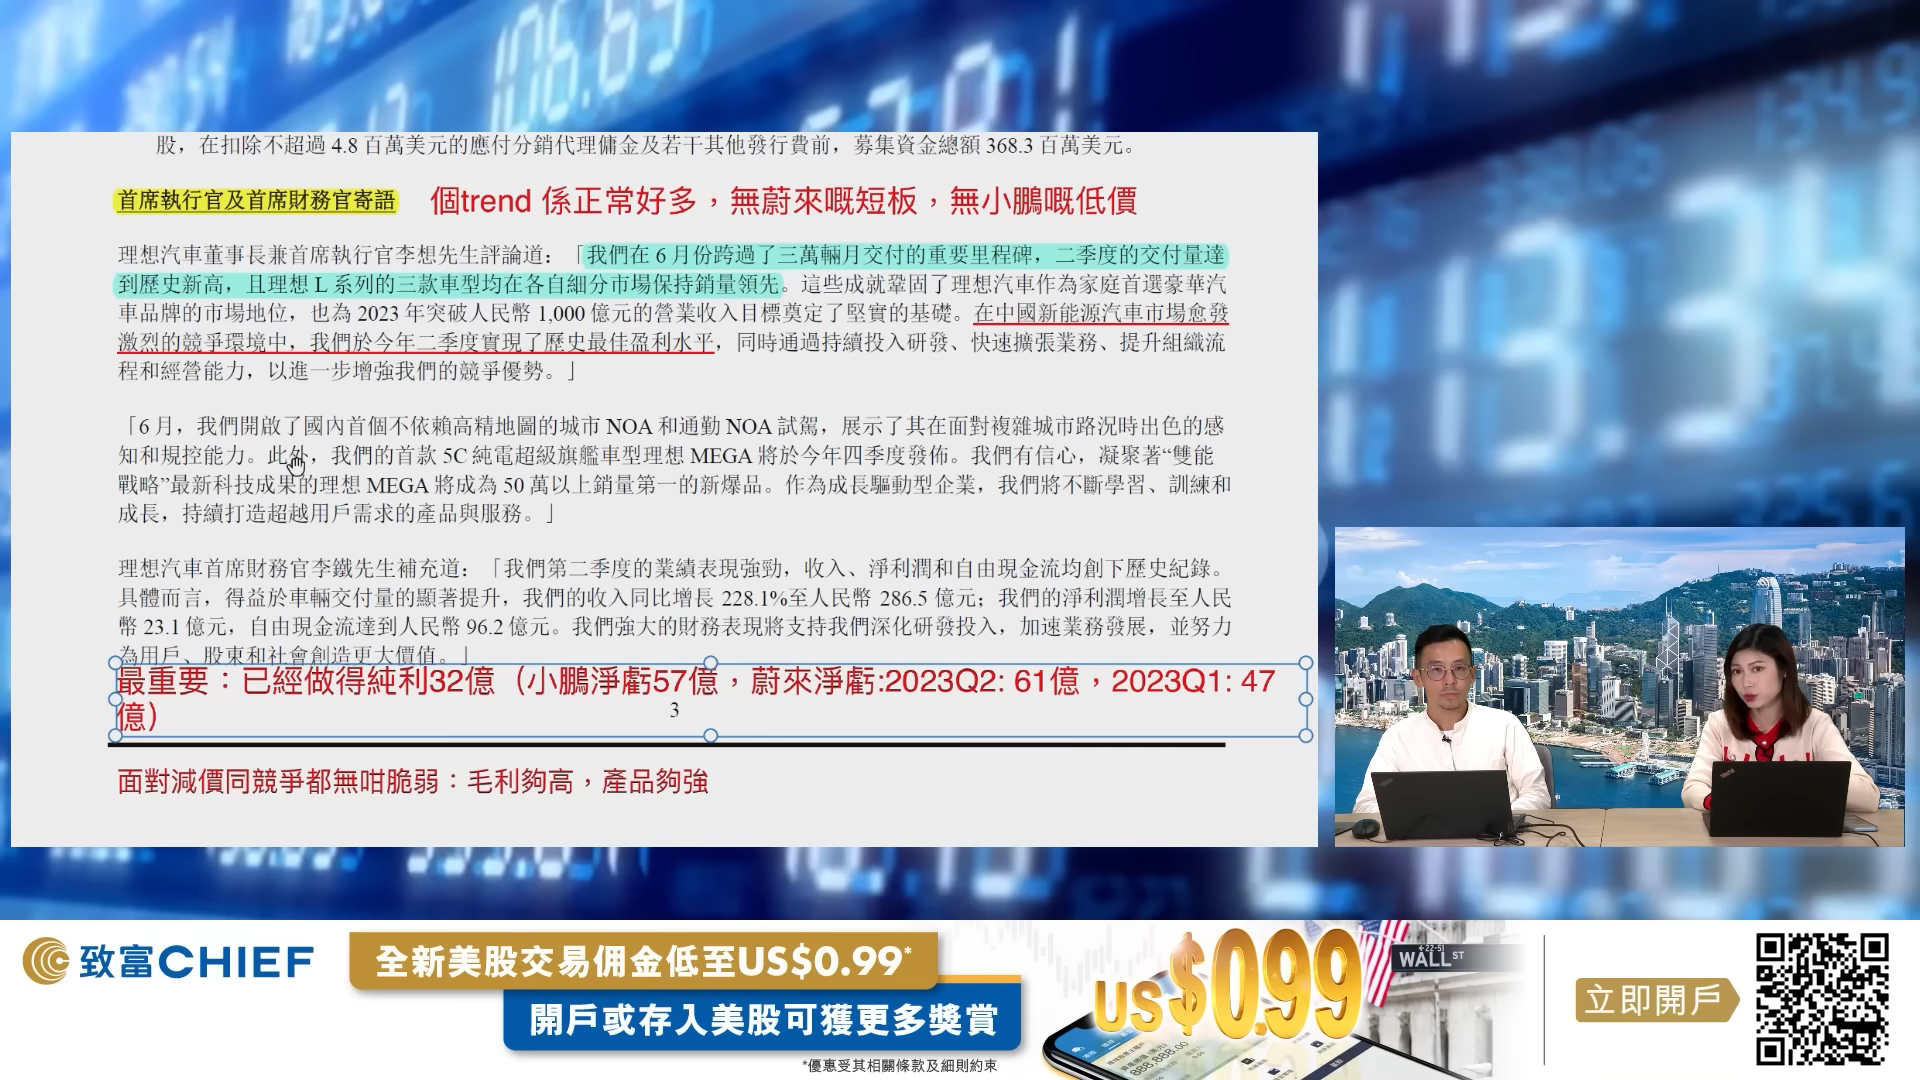 股，在扣除不超過 4.8 百萬美元的應付分銷代理傭金及若干其他發行費前，募集資金總額 368.3 百萬美元。
首席執行官及首席財務官寄語 個trend 係正常好多，無蔚來嘅短板，無小鵬嘅低價
理想汽車董事長兼首席執行官李想先生評論道：「我們在 6 月份跨過了三萬輛月交付的重要里程碑，二季度的交付量達
到歷史新高，且理想 L 系列的三款車型均在各自細分市場保持銷量領先。這些成就鞏固了理想汽車作為家庭首選豪華汽
車品牌的市場地位，也為 2023 年突破人民幣 1,000 億元的營業收入目標奠定了堅實的基礎。在中國新能源汽車市場愈發
激烈的競爭環境中，我們於今年二季度實現了歷史最佳盈利水平，同時通過持續投入研發、快速擴張業務、提升組織流
程和經營能力，以進一步增強我們的競爭優勢。」
「6 月，我們開啟了國內首個不依賴高精地圖的城市 NOA 和通勤 NOA 試駕，展示了其在面對複雜城市路況時出色的感
知和規控能力。此外，我們的首款 5C 純電超級旗艦車型理想 MEGA 將於今年四季度發佈。我們有信心，凝聚著“雙能
戰略”最新科技成果的理想 MEGA 將成為 50 萬以上銷量第一的新爆品。作為成長驅動型企業，我們將不斷學習、訓練和
成長，持續打造超越用戶需求的產品與服務。」
理想汽車首席財務官李鐵先生補充道：「我們第二季度的業績表現強勁，收入、淨利潤和自由現金流均創下歷史紀錄。
具體而言，得益於車輛交付量的顯著提升，我們的收入同比增長 228.1%至人民幣 286.5 億元；我們的淨利潤增長至人民
幣 23.1 億元，自由現金流達到人民幣 96.2 億元。我們強大的財務表現將支持我們深化研發投入，加速業務發展，並努力
為用戶、股東和社會創造更大價值。」
最重要：已經做得純利32億（小鵬淨虧57億，蔚來淨虧:2023Q2: 61億，2023Q1: 47
億）
3
面對減價同競爭都無咁脆弱：毛利夠高，產品夠強
致富CHIEF
全新美股交易佣金低至US$0.99*
開戶或存入美股可獲更多獎賞
*優惠受其相關條款及細則約束
US$0.99
WALL ST
立即開戶